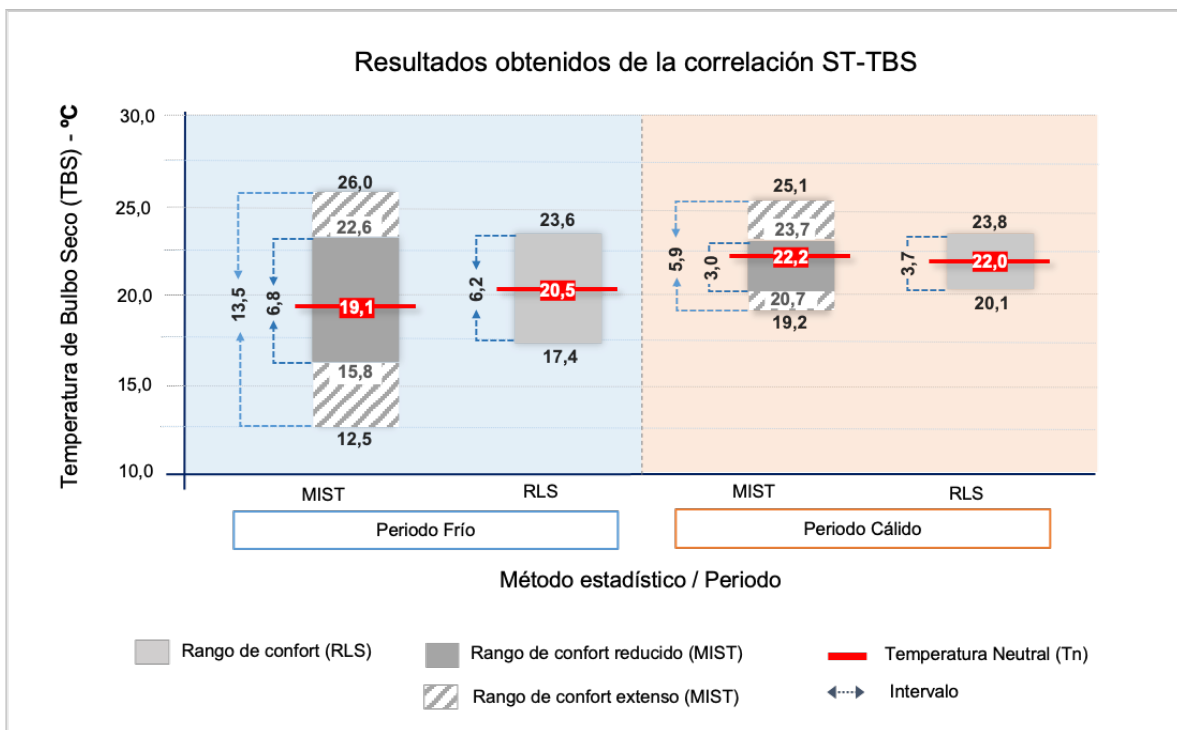 Resultados obtenidos de la correlación ST-TBS
Temperatura de Bulbo Seco (TBS) - ºC
30,0
25,0
20,0
15,0
10,0
26,0
22,6
13,5
6,8
19,1
15,8
12,5
23,6
6,2
20,5
17,4
25,1
23,7
5,9
3,0
22,2
20,7
19,2
23,8
3,7
22,0
20,1
MIST
RLS
MIST
RLS
Periodo Frío
Periodo Cálido
Método estadístico / Periodo
Rango de confort (RLS)
Rango de confort reducido (MIST)
Temperatura Neutral (Tn)
Rango de confort extenso (MIST)
Intervalo